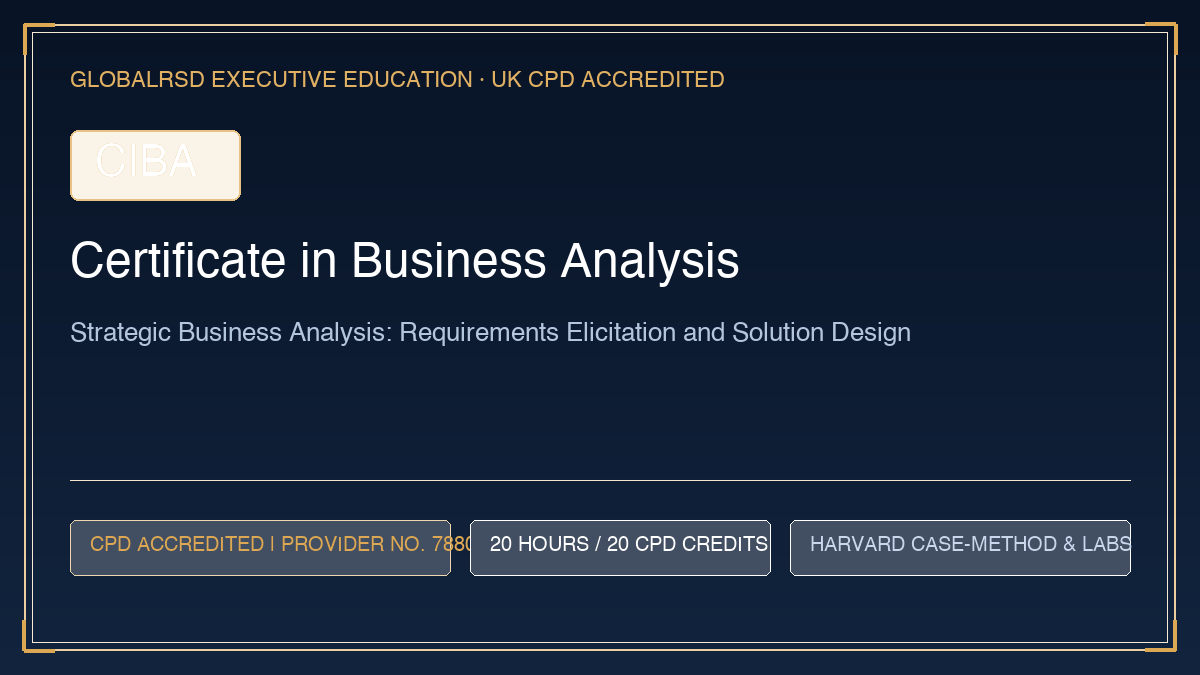 GLOBALRSD EXECUTIVE EDUCATION · UK CPD ACCREDITED
CIBA
Certificate in Business Analysis
Strategic Business Analysis: Requirements Elicitation and Solution Design
CPD ACCREDITED | PROVIDER NO. 7880
20 HOURS / 20 CPD CREDITS
HARVARD CASE-METHOD & LABS